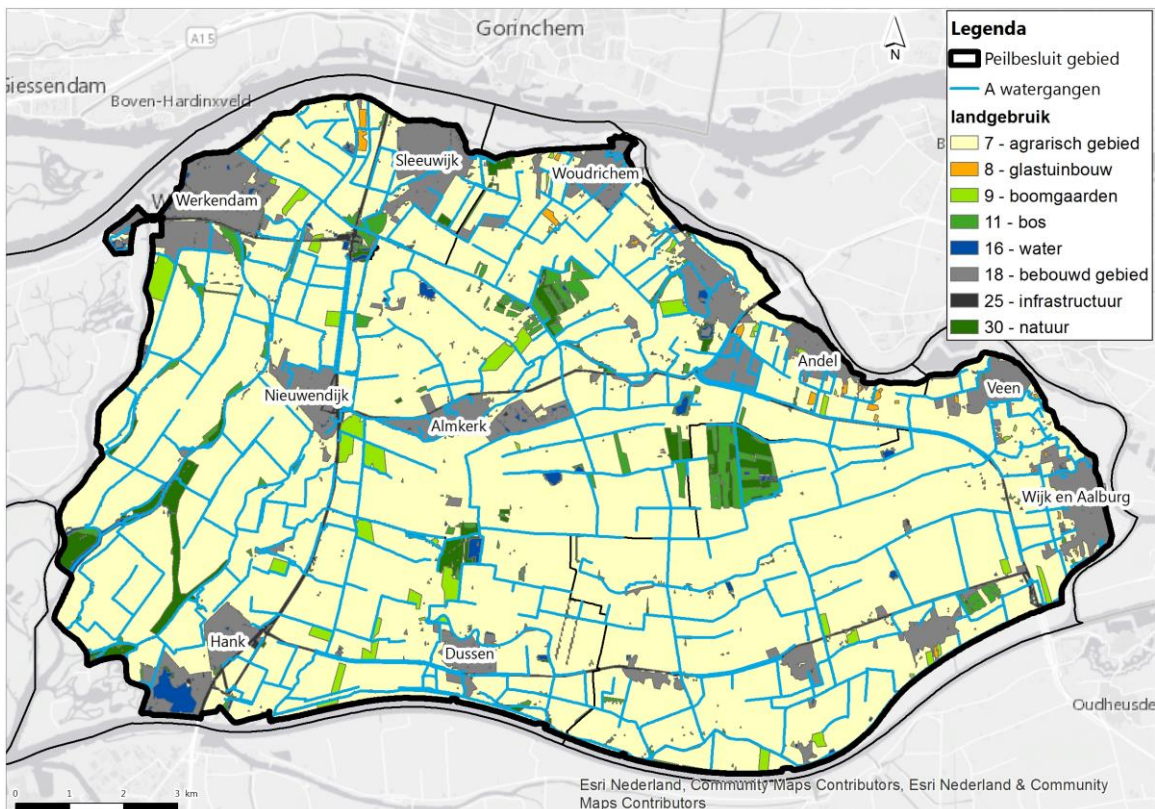 Gorinchem
A15
Giessendam
Boven-Hardinxveld
N
Legenda
Peilbesluit gebied
A watergangen
landgebruik
7 - agrarisch gebied
8 - glastuinbouw
9 - boomgaarden
11 - bos
16 - water
18 - bebouwd gebied
25 - infrastructuur
30 - natuur
Sleeuwijk
Woudrichem
Werkendam
Andel
Nieuwendijk
Veen
Almkerk
Wijk en Aalburg
Hank
Dussen
Oudheusde
0 1 2 3 km
Esri Nederland, Community Maps Contributors, Esri Nederland & Community
Maps Contributors